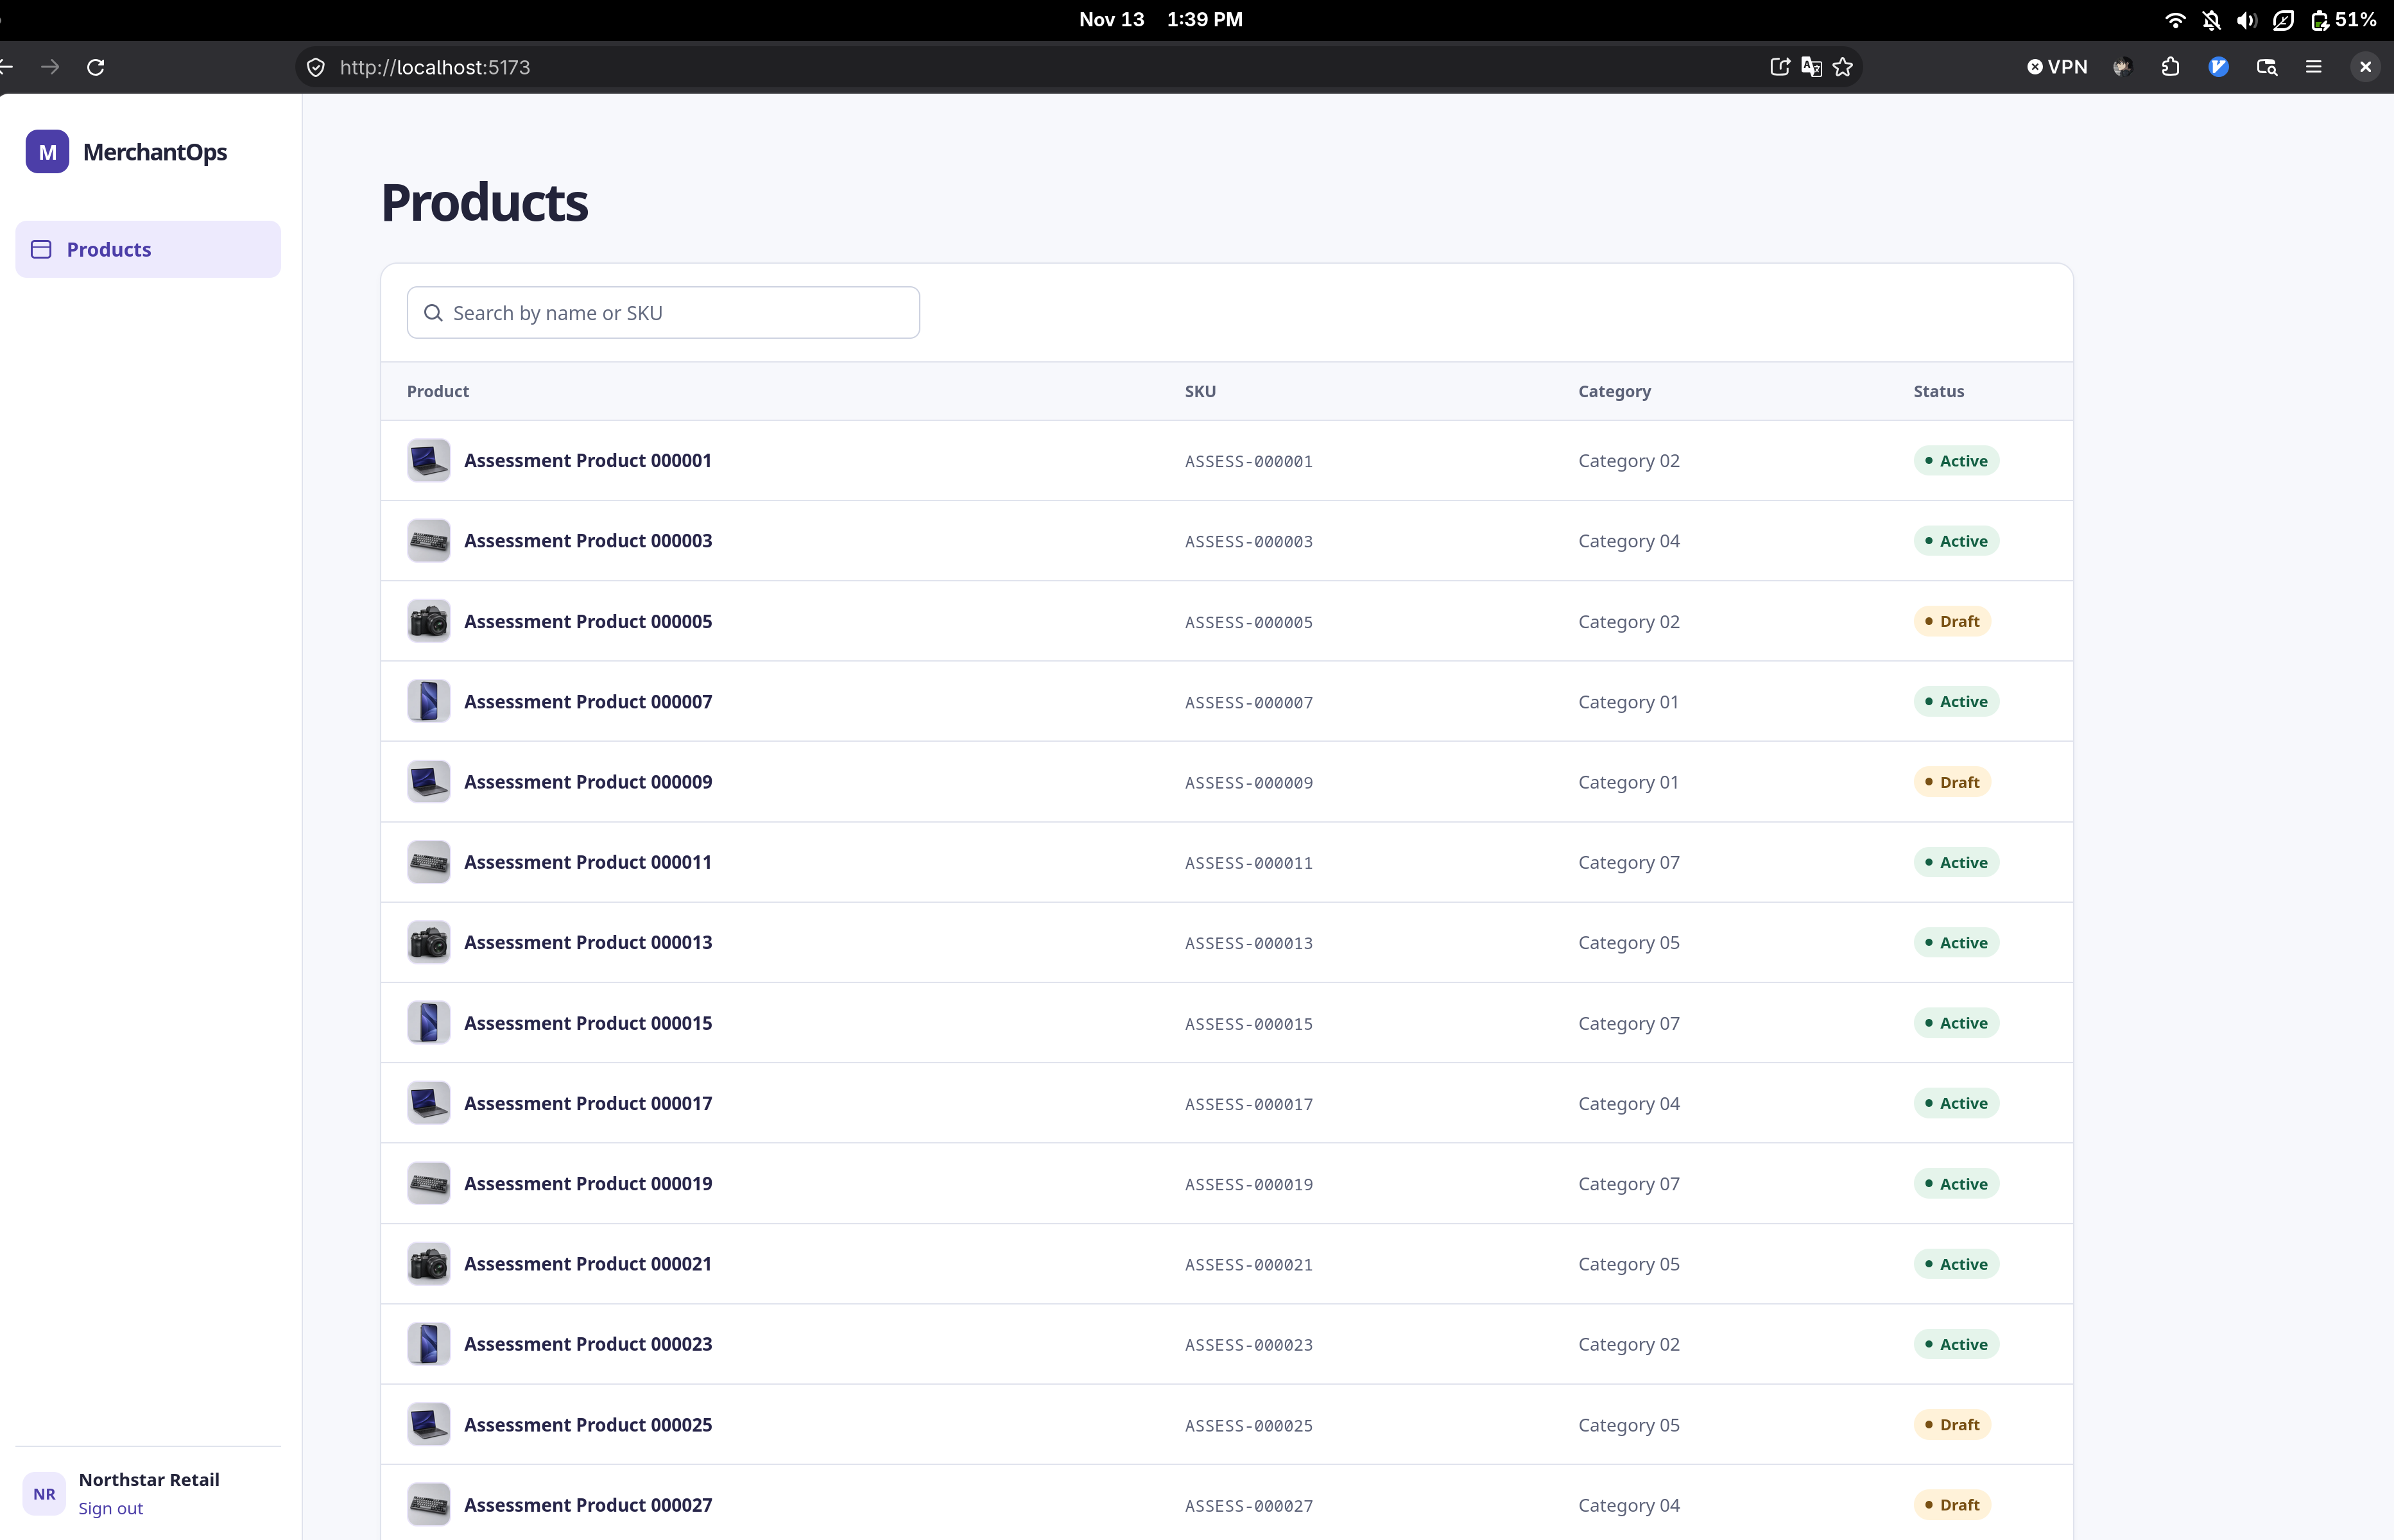 Nov 13 1:39 PM
51%
http://localhost:5173
VPN
M MerchantOps
Products
Products
Search by name or SKU
Product SKU Category Status
Assessment Product 000001 ASSESS-000001 Category 02 Active
Assessment Product 000003 ASSESS-000003 Category 04 Active
Assessment Product 000005 ASSESS-000005 Category 02 Draft
Assessment Product 000007 ASSESS-000007 Category 01 Active
Assessment Product 000009 ASSESS-000009 Category 01 Draft
Assessment Product 000011 ASSESS-000011 Category 07 Active
Assessment Product 000013 ASSESS-000013 Category 05 Active
Assessment Product 000015 ASSESS-000015 Category 07 Active
Assessment Product 000017 ASSESS-000017 Category 04 Active
Assessment Product 000019 ASSESS-000019 Category 07 Active
Assessment Product 000021 ASSESS-000021 Category 05 Active
Assessment Product 000023 ASSESS-000023 Category 02 Active
Assessment Product 000025 ASSESS-000025 Category 05 Draft
Assessment Product 000027 ASSESS-000027 Category 04 Draft
NR Northstar Retail
Sign out